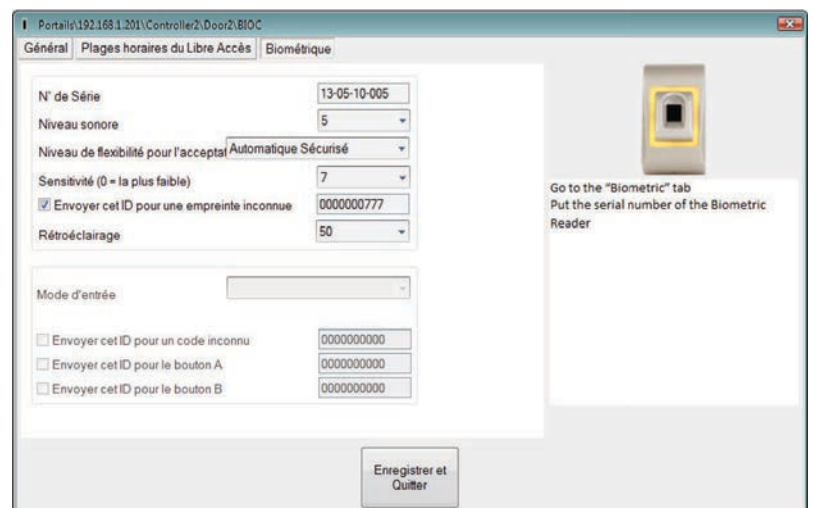 Portails\192.168.1.201\Controller2\Door2\BIOC
Général Plages horaires du Libre Accès Biométrique
N° de Série 13-05-10-005
Niveau sonore 5
Niveau de flexibilité pour l'acceptat Automatique Sécurisé
Sensitivité (0 = la plus faible) 7
Envoyer cet ID pour une empreinte inconnue 0000000777
Rétroéclairage 50
Mode d'entrée
Envoyer cet ID pour un code inconnu 0000000000
Envoyer cet ID pour le bouton A 0000000000
Envoyer cet ID pour le bouton B 0000000000
Go to the "Biometric" tab
Put the serial number of the Biometric
Reader
Enregistrer et
Quitter